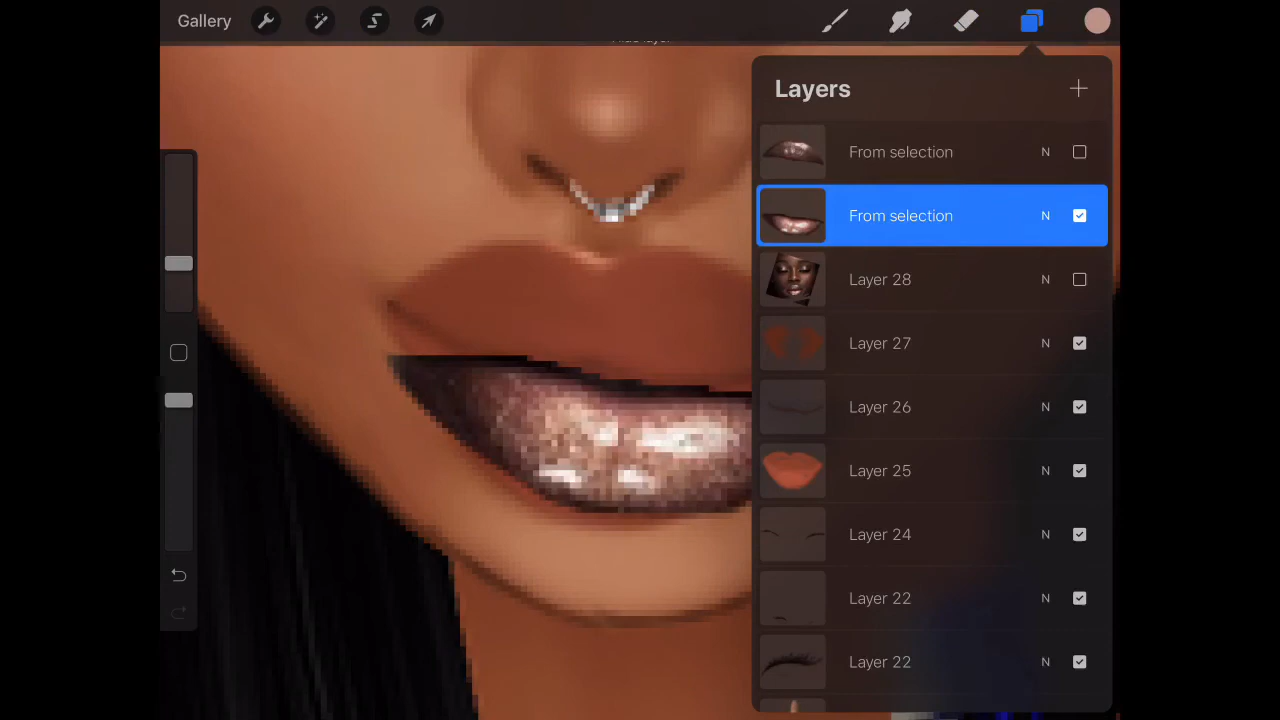 Gallery
Layers
From selection N
From selection N
Layer 28 N
Layer 27 N
Layer 26 N
Layer 25 N
Layer 24 N
Layer 22 N
Layer 22 N